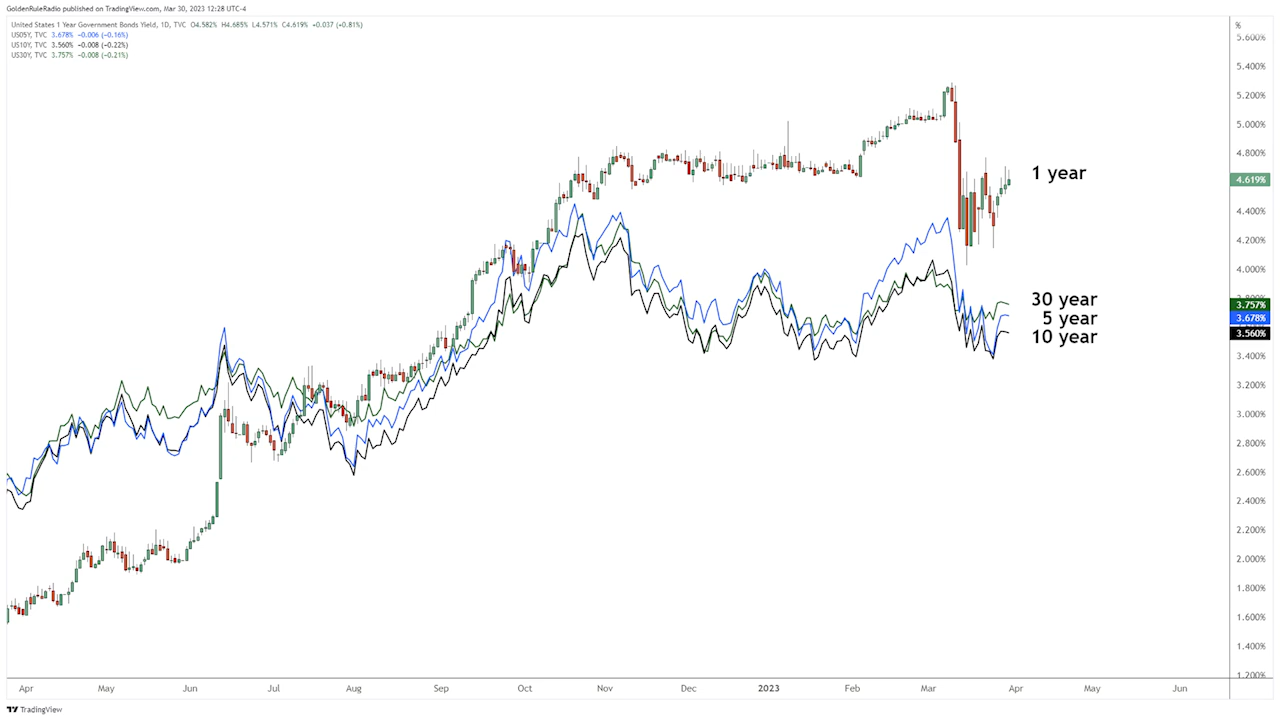 GoldenRuleRadio published on TradingView.com, Mar 30, 2023 12:28 UTC-4
United States 1 Year Government Bonds Yield, 1D, TVC O4.582% H4.685% L4.571% C4.619% +0.037 (+0.81%)
US05Y, TVC 3.678% −0.006 (−0.16%)
US10Y, TVC 3.560% −0.008 (−0.22%)
US30Y, TVC 3.757% −0.008 (−0.21%)
%
5.600%
5.400%
5.200%
5.000%
4.800%
1 year
4.619%
4.400%
4.200%
4.000%
30 year
3.757%
5 year
3.678%
10 year
3.560%
3.400%
3.200%
3.000%
2.800%
2.600%
2.400%
2.200%
2.000%
1.800%
1.600%
1.400%
1.200%
Apr May Jun Jul Aug Sep Oct Nov Dec 2023 Feb Mar Apr May Jun
TradingView